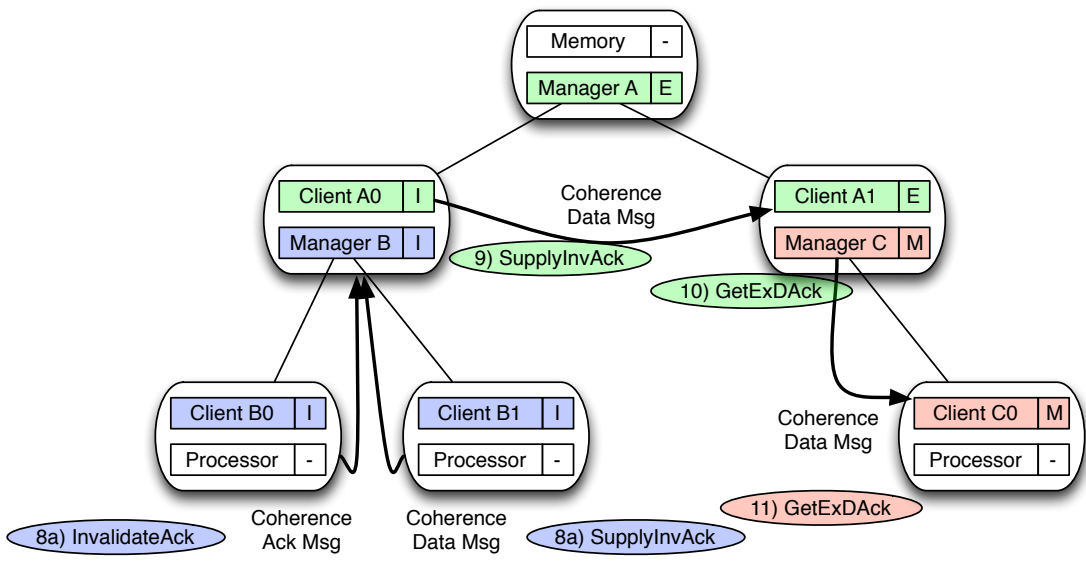 Memory -
Manager A E
Client A0 I
Manager B I
Coherence
Data Msg
Client A1 E
Manager C M
9) SupplyInvAck
10) GetExDAck
Client B0 I
Processor -
Client B1 I
Processor -
Coherence
Data Msg
Client C0 M
Processor -
11) GetExDAck
8a) InvalidateAck
Coherence
Ack Msg
Coherence
Data Msg
8a) SupplyInvAck